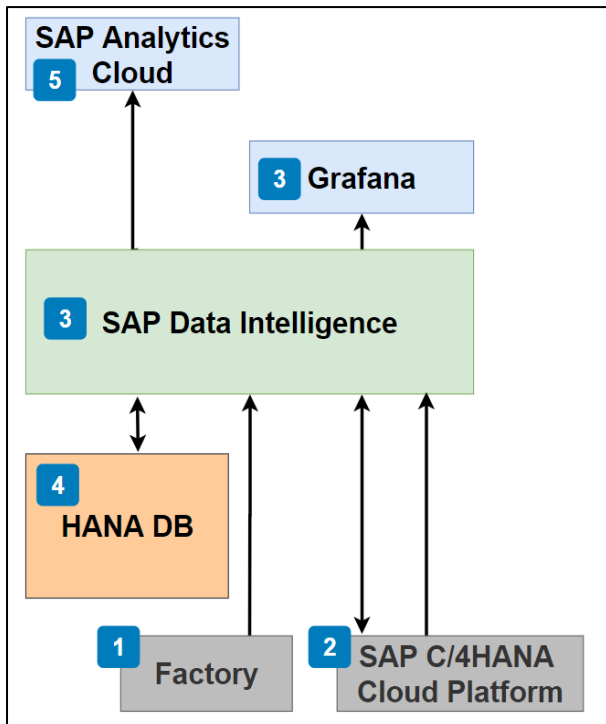 SAP Analytics
Cloud
5
3
Grafana
3
SAP Data Intelligence
4
HANA DB
1
Factory
2
SAP C/4HANA
Cloud Platform